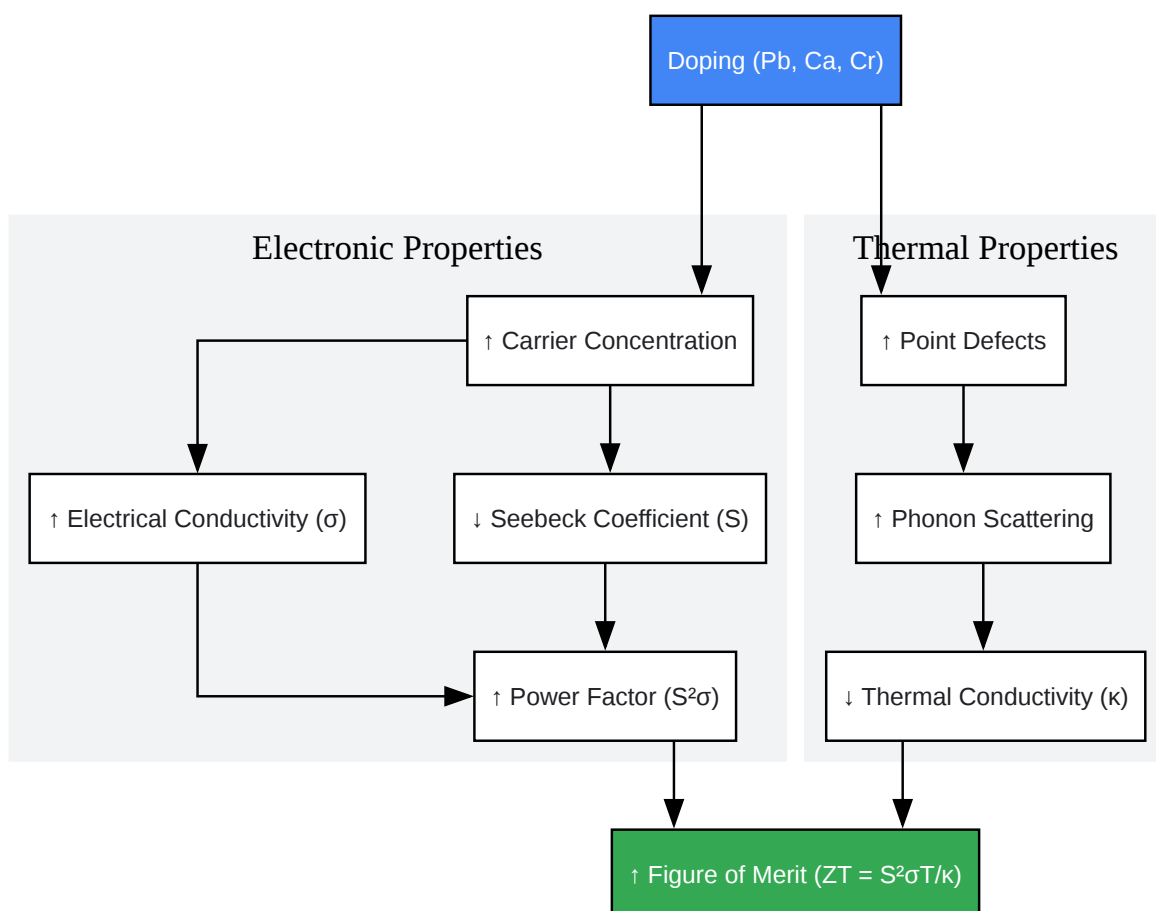 Doping (Pb, Ca, Cr)
Electronic Properties
Thermal Properties
↑ Carrier Concentration
↑ Point Defects
↑ Electrical Conductivity (σ)
↓ Seebeck Coefficient (S)
↑ Phonon Scattering
↑ Power Factor (S²σ)
↓ Thermal Conductivity (κ)
↑ Figure of Merit (ZT = S²σT/κ)